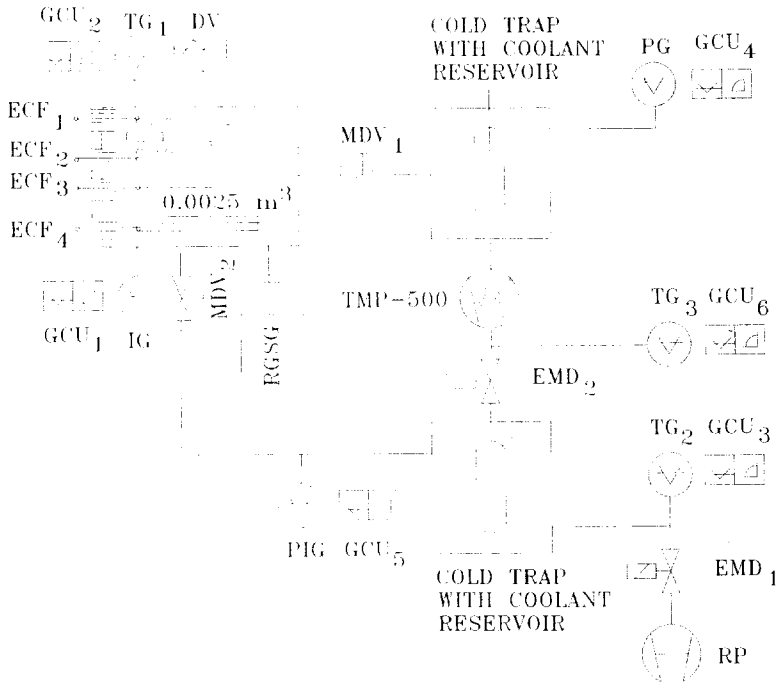 GCU2 TG1 DV
COLD TRAP
WITH COOLANT
RESERVOIR
PG GCU4
ECF1
ECF2
ECF3
ECF4
MDV1
0.0025 m³
MDV2
RGSG
GCU1 IG
TMP-500
TG3 GCU6
EMD2
TG2 GCU3
PIG GCU5
COLD TRAP
WITH COOLANT
RESERVOIR
EMD1
RP